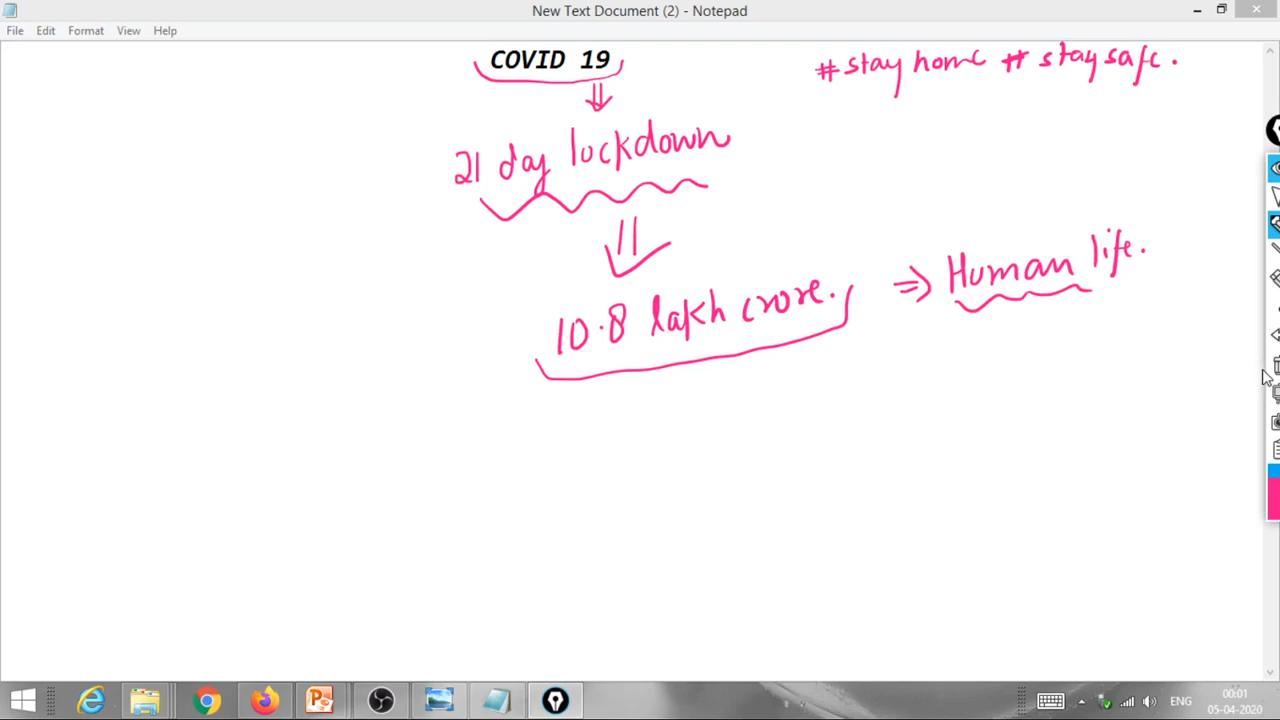 New Text Document (2) - Notepad
File Edit Format View Help
COVID 19
#stay home # stay safe.
21 day lockdown
10.8 lakh crore. ⇒ Human life.
ENG
00:01
05-04-2020